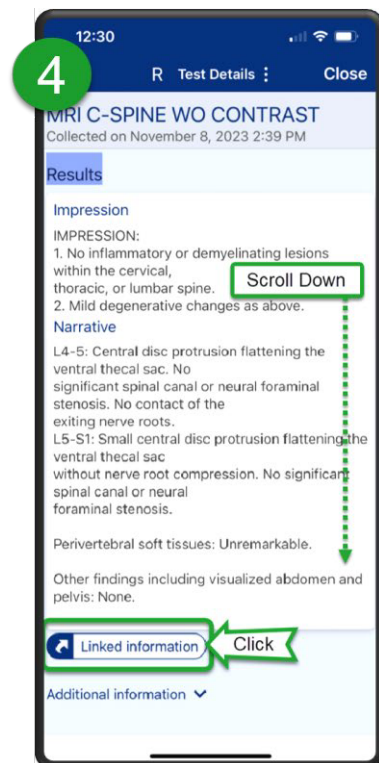 12:30
4
R Test Details
Close
MRI C-SPINE WO CONTRAST
Collected on November 8, 2023 2:39 PM
Results
Impression
IMPRESSION:
1. No inflammatory or demyelinating lesions
within the cervical,
thoracic, or lumbar spine.
Scroll Down
2. Mild degenerative changes as above.
Narrative
L4-5: Central disc protrusion flattening the
ventral thecal sac. No
significant spinal canal or neural foraminal
stenosis. No contact of the
exiting nerve roots.
L5-S1: Small central disc protrusion flattening the
ventral thecal sac
without nerve root compression. No significant
spinal canal or neural
foraminal stenosis.
Perivertebral soft tissues: Unremarkable.
Other findings including visualized abdomen and
pelvis: None.
Linked information
Click
Additional information